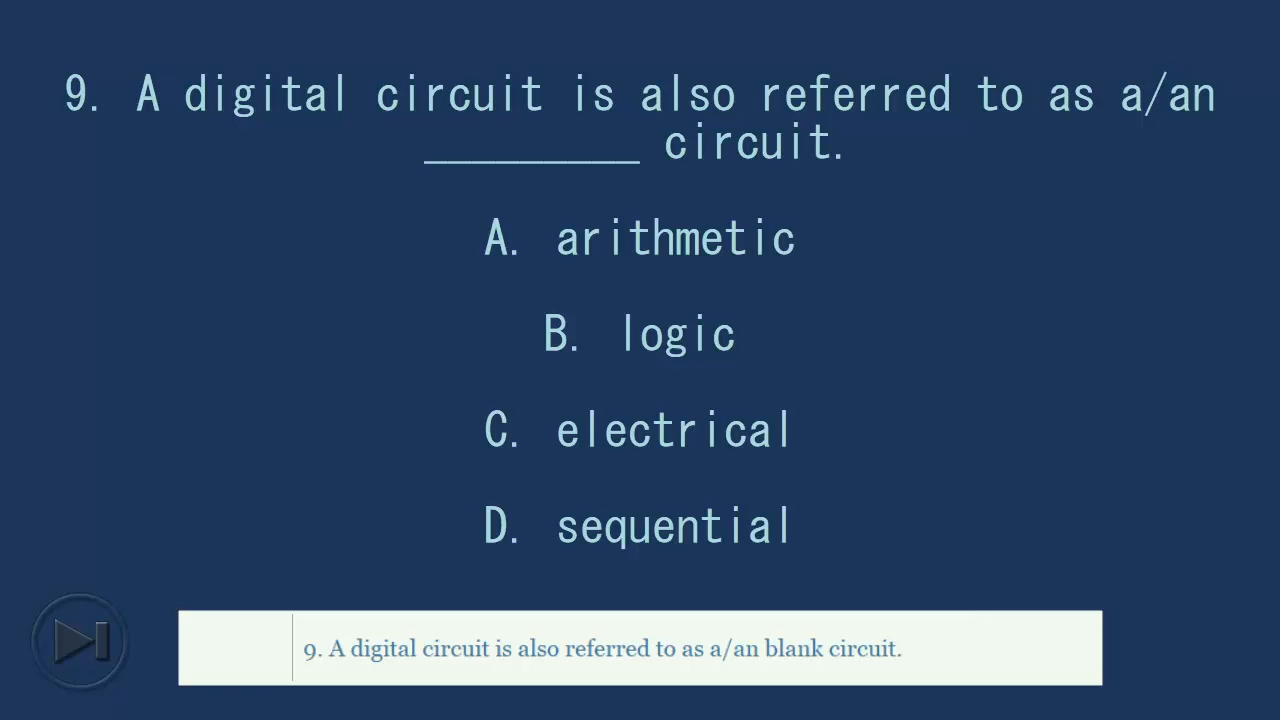 9. A digital circuit is also referred to as a/an
_________ circuit.
A. arithmetic
B. logic
C. electrical
D. sequential
9. A digital circuit is also referred to as a/an blank circuit.